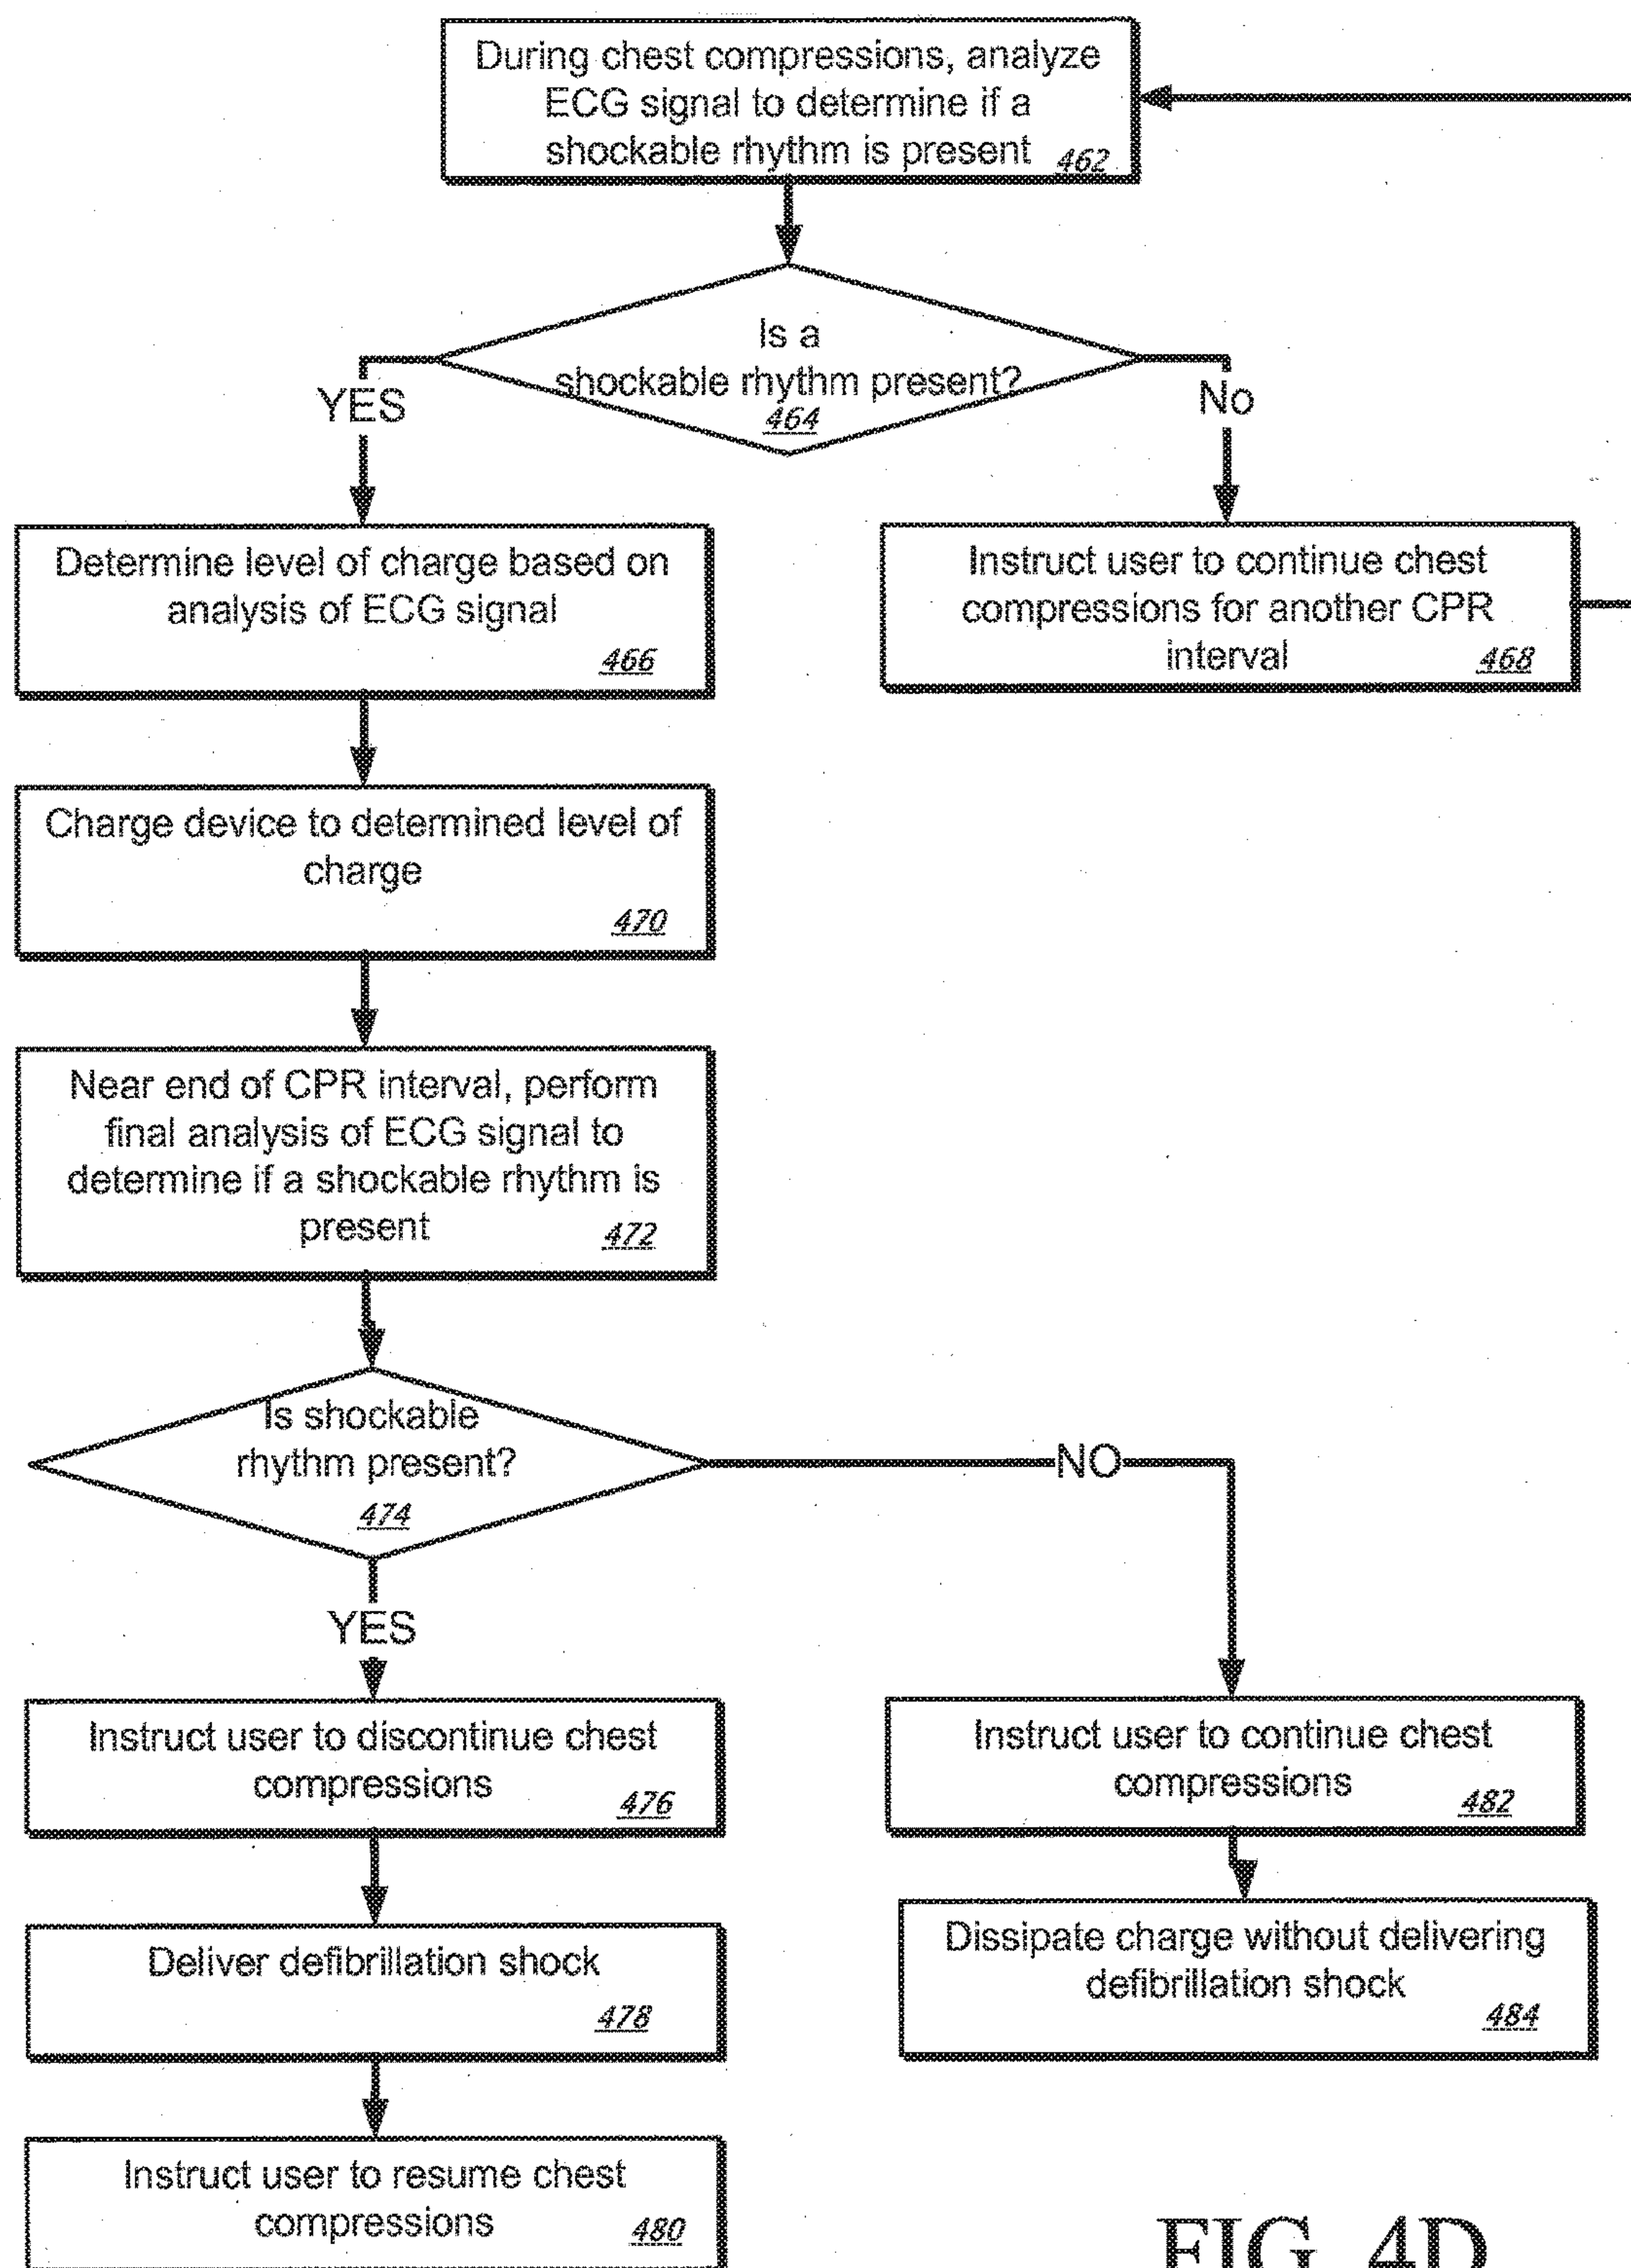 During chest compressions, analyze
ECG signal to determine if a
shockable rhythm is present 462
Is a
shockable rhythm present?
464
YES
No
Determine level of charge based on
analysis of ECG signal
466
Instruct user to continue chest
compressions for another CPR
interval 468
Charge device to determined level of
charge
470
Near end of CPR interval, perform
final analysis of ECG signal to
determine if a shockable rhythm is
present 472
Is shockable
rhythm present?
474
NO
YES
Instruct user to discontinue chest
compressions 476
Instruct user to continue chest
compressions 482
Deliver defibrillation shock
478
Dissipate charge without delivering
defibrillation shock
484
Instruct user to resume chest
compressions 480
FIG. 4D